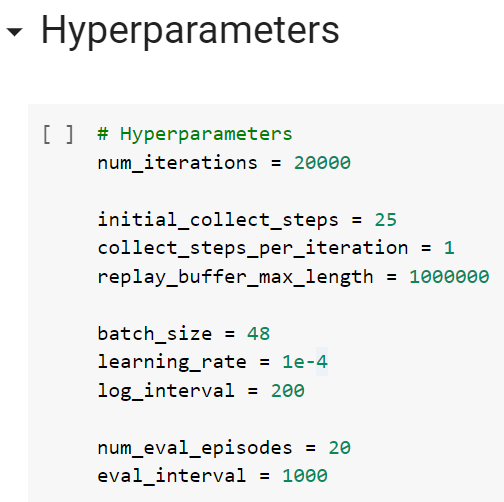 Hyperparameters
[ ] # Hyperparameters
num_iterations = 20000
initial_collect_steps = 25
collect_steps_per_iteration = 1
replay_buffer_max_length = 1000000
batch_size = 48
learning_rate = 1e-4
log_interval = 200
num_eval_episodes = 20
eval_interval = 1000